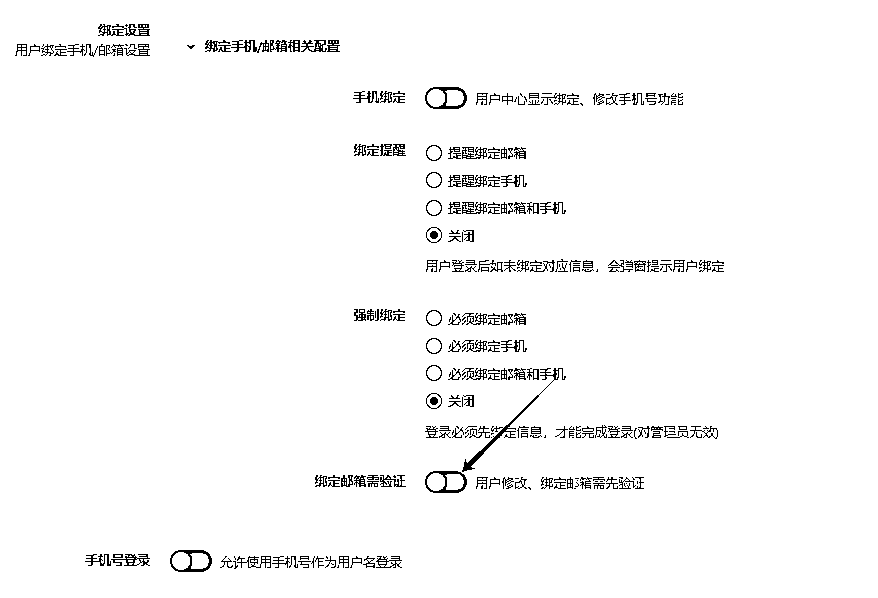 绑定设置
用户绑定手机/邮箱设置
绑定手机/邮箱相关配置
手机绑定
用户中心显示绑定、修改手机号功能
绑定提醒
提醒绑定邮箱
提醒绑定手机
提醒绑定邮箱和手机
关闭
用户登录后如未绑定对应信息，会弹窗提示用户绑定
强制绑定
必须绑定邮箱
必须绑定手机
必须绑定邮箱和手机
关闭
登录必须先绑定信息，才能完成登录(对管理员无效)
绑定邮箱需验证
用户修改、绑定邮箱需先验证
手机号登录
允许使用手机号作为用户名登录